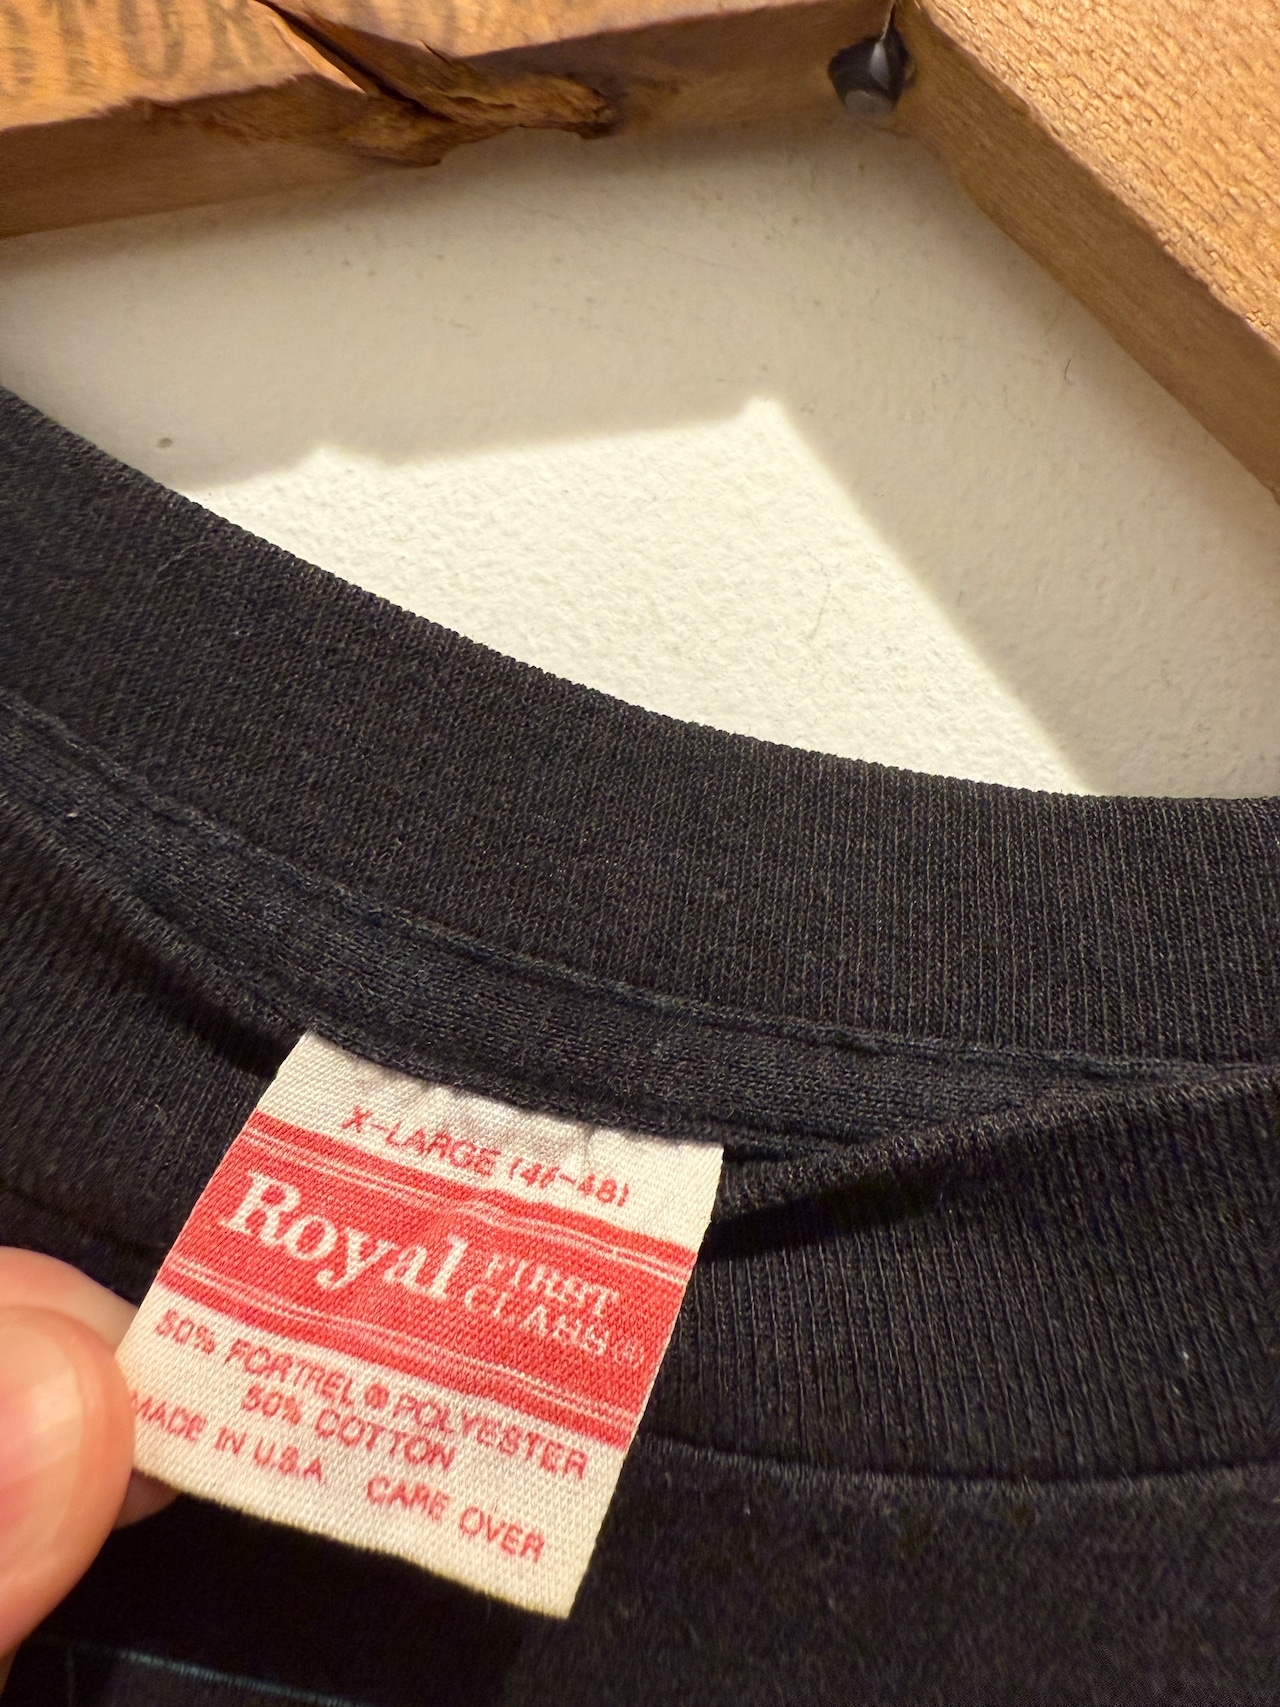 X-LARGE (46-48)
Royal FIRST CLASS®
50% FORTREL® POLYESTER
50% COTTON
MADE IN U.S.A CARE OVER